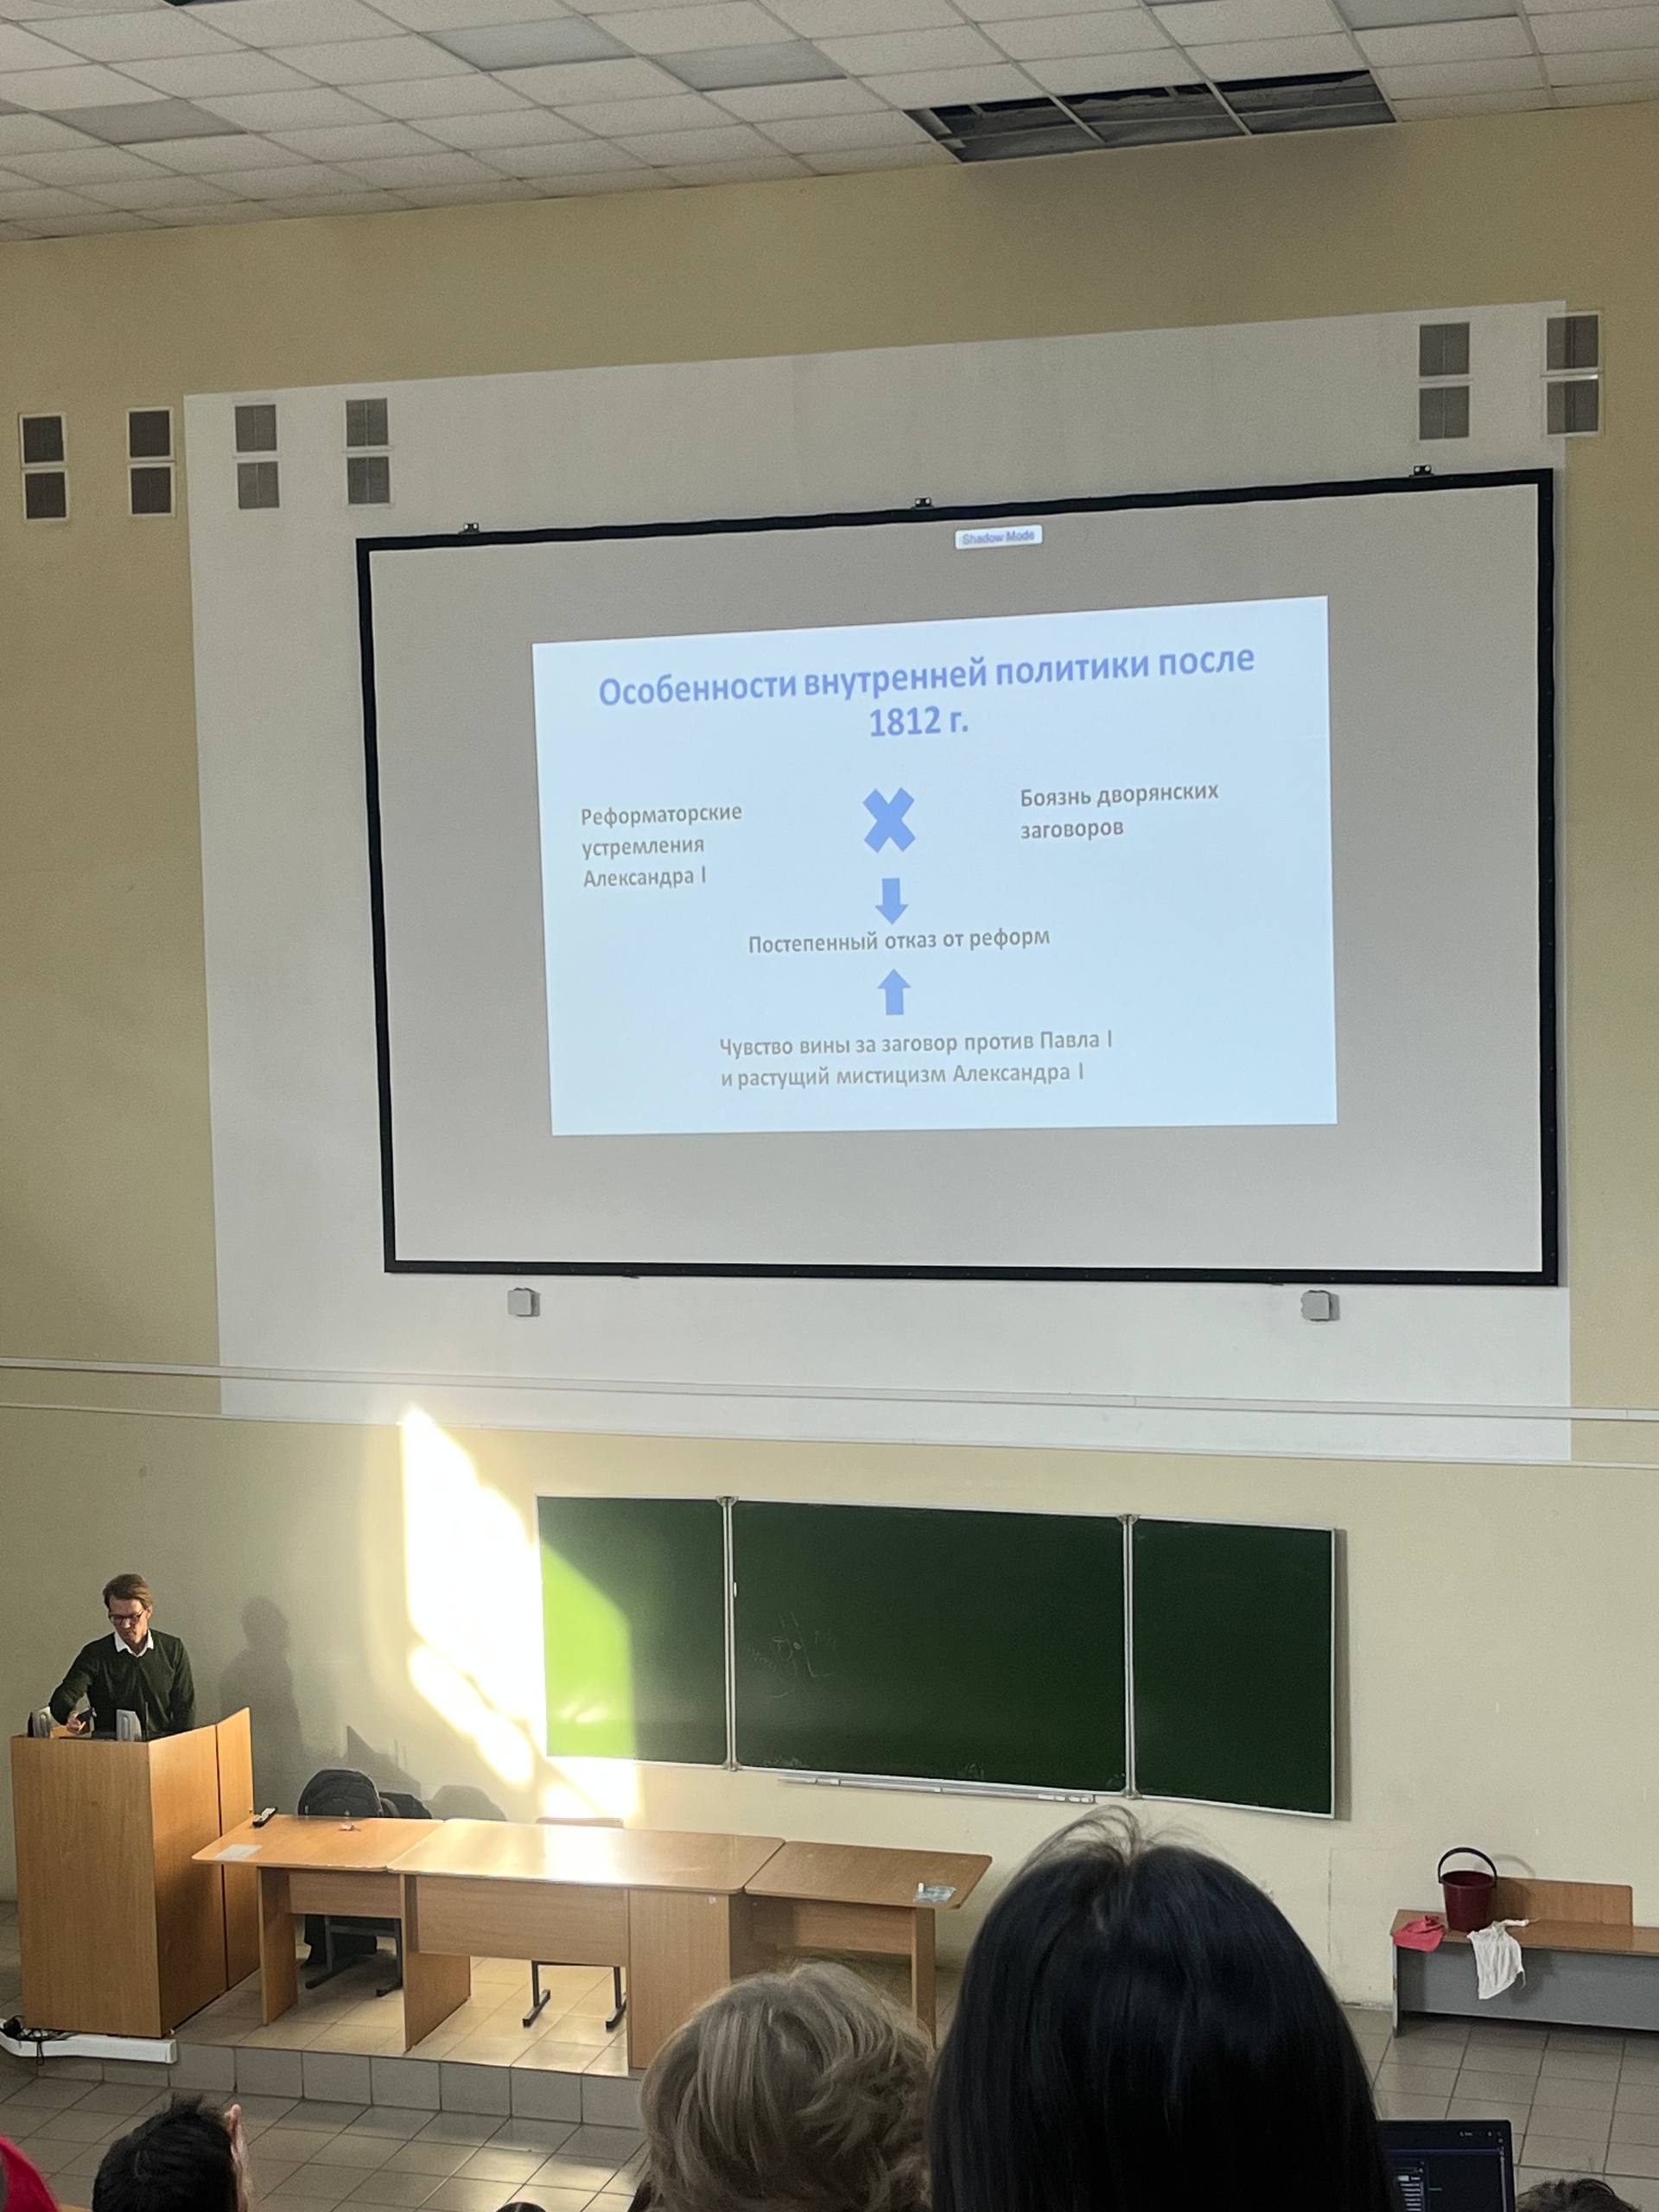 Shadow Mode
Особенности внутренней политики после
1812 г.
Реформаторские
устремления
Александра I
Боязнь дворянских
заговоров
Постепенный отказ от реформ
Чувство вины за заговор против Павла I
и растущий мистицизм Александра I